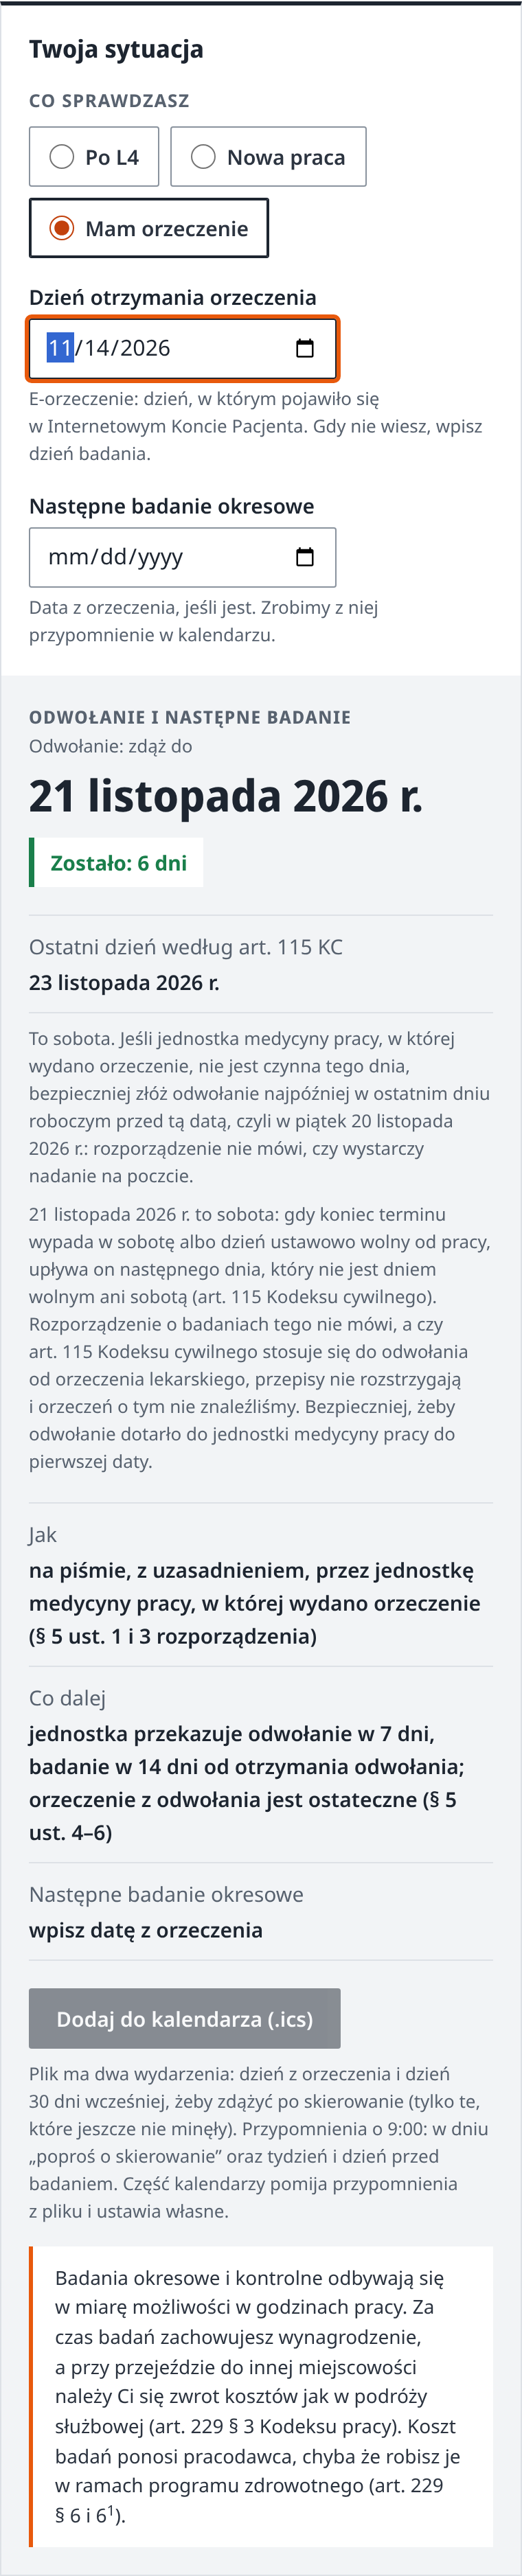 Twoja sytuacja
CO SPRAWDZASZ
Po L4
Nowa praca
Mam orzeczenie
Dzień otrzymania orzeczenia
11/14/2026
E-orzeczenie: dzień, w którym pojawiło się
w Internetowym Koncie Pacjenta. Gdy nie wiesz, wpisz
dzień badania.
Następne badanie okresowe
mm/dd/yyyy
Data z orzeczenia, jeśli jest. Zrobimy z niej
przypomnienie w kalendarzu.
ODWOŁANIE I NASTĘPNE BADANIE
Odwołanie: zdąż do
21 listopada 2026 r.
Zostało: 6 dni
Ostatni dzień według art. 115 KC
23 listopada 2026 r.
To sobota. Jeśli jednostka medycyny pracy, w której
wydano orzeczenie, nie jest czynna tego dnia,
bezpieczniej złóż odwołanie najpóźniej w ostatnim dniu
roboczym przed tą datą, czyli w piątek 20 listopada
2026 r.: rozporządzenie nie mówi, czy wystarczy
nadanie na poczcie.
21 listopada 2026 r. to sobota: gdy koniec terminu
wypada w sobotę albo dzień ustawowo wolny od pracy,
upływa on następnego dnia, który nie jest dniem
wolnym ani sobotą (art. 115 Kodeksu cywilnego).
Rozporządzenie o badaniach tego nie mówi, a czy
art. 115 Kodeksu cywilnego stosuje się do odwołania
od orzeczenia lekarskiego, przepisy nie rozstrzygają
i orzeczeń o tym nie znaleźliśmy. Bezpieczniej, żeby
odwołanie dotarło do jednostki medycyny pracy do
pierwszej daty.
Jak
na piśmie, z uzasadnieniem, przez jednostkę
medycyny pracy, w której wydano orzeczenie
(§ 5 ust. 1 i 3 rozporządzenia)
Co dalej
jednostka przekazuje odwołanie w 7 dni,
badanie w 14 dni od otrzymania odwołania;
orzeczenie z odwołania jest ostateczne (§ 5
ust. 4–6)
Następne badanie okresowe
wpisz datę z orzeczenia
Dodaj do kalendarza (.ics)
Plik ma dwa wydarzenia: dzień z orzeczenia i dzień
30 dni wcześniej, żeby zdążyć po skierowanie (tylko te,
które jeszcze nie minęły). Przypomnienia o 9:00: w dniu
„poproś o skierowanie” oraz tydzień i dzień przed
badaniem. Część kalendarzy pomija przypomnienia
z pliku i ustawia własne.
Badania okresowe i kontrolne odbywają się
w miarę możliwości w godzinach pracy. Za
czas badań zachowujesz wynagrodzenie,
a przy przejeździe do innej miejscowości
należy Ci się zwrot kosztów jak w podróży
służbowej (art. 229 § 3 Kodeksu pracy). Koszt
badań ponosi pracodawca, chyba że robisz je
w ramach programu zdrowotnego (art. 229
§ 6 i 6¹).